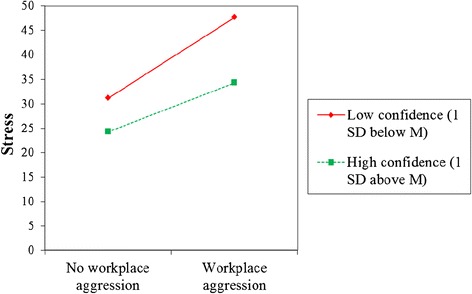 50
45
40
35
30
25
20
15
10
5
0
Stress
No workplace
aggression
Workplace
aggression
Low confidence (1
SD below M)
High confidence (1
SD above M)